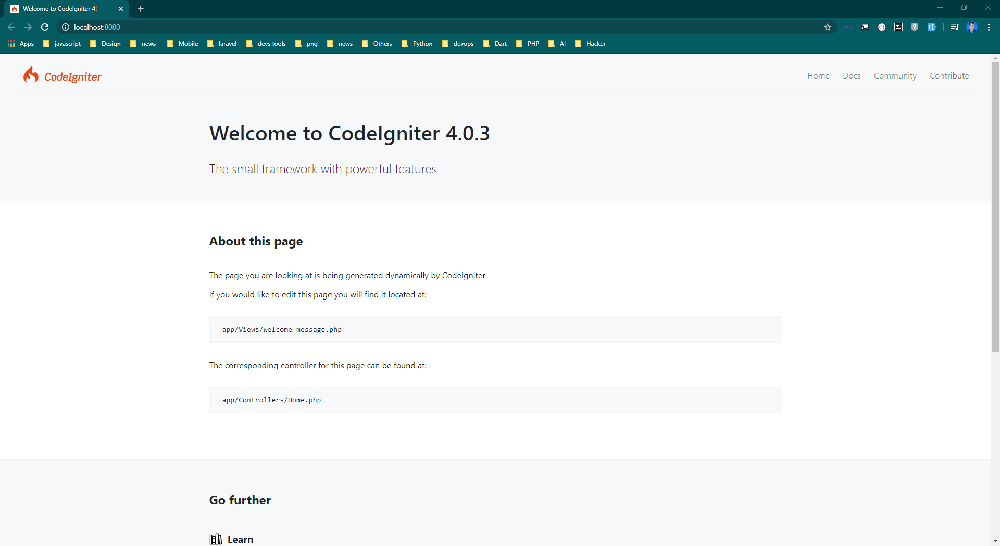 Welcome to CodeIgniter 4!
localhost:8080
php
Cb
Apps javascript Design news Mobile laravel devs tools png news Others Python devops Dart PHP AI Hacker
CodeIgniter
Home Docs Community Contribute
Welcome to CodeIgniter 4.0.3
The small framework with powerful features
About this page
The page you are looking at is being generated dynamically by CodeIgniter.
If you would like to edit this page you will find it located at:
app/Views/welcome_message.php
The corresponding controller for this page can be found at:
app/Controllers/Home.php
Go further
Learn